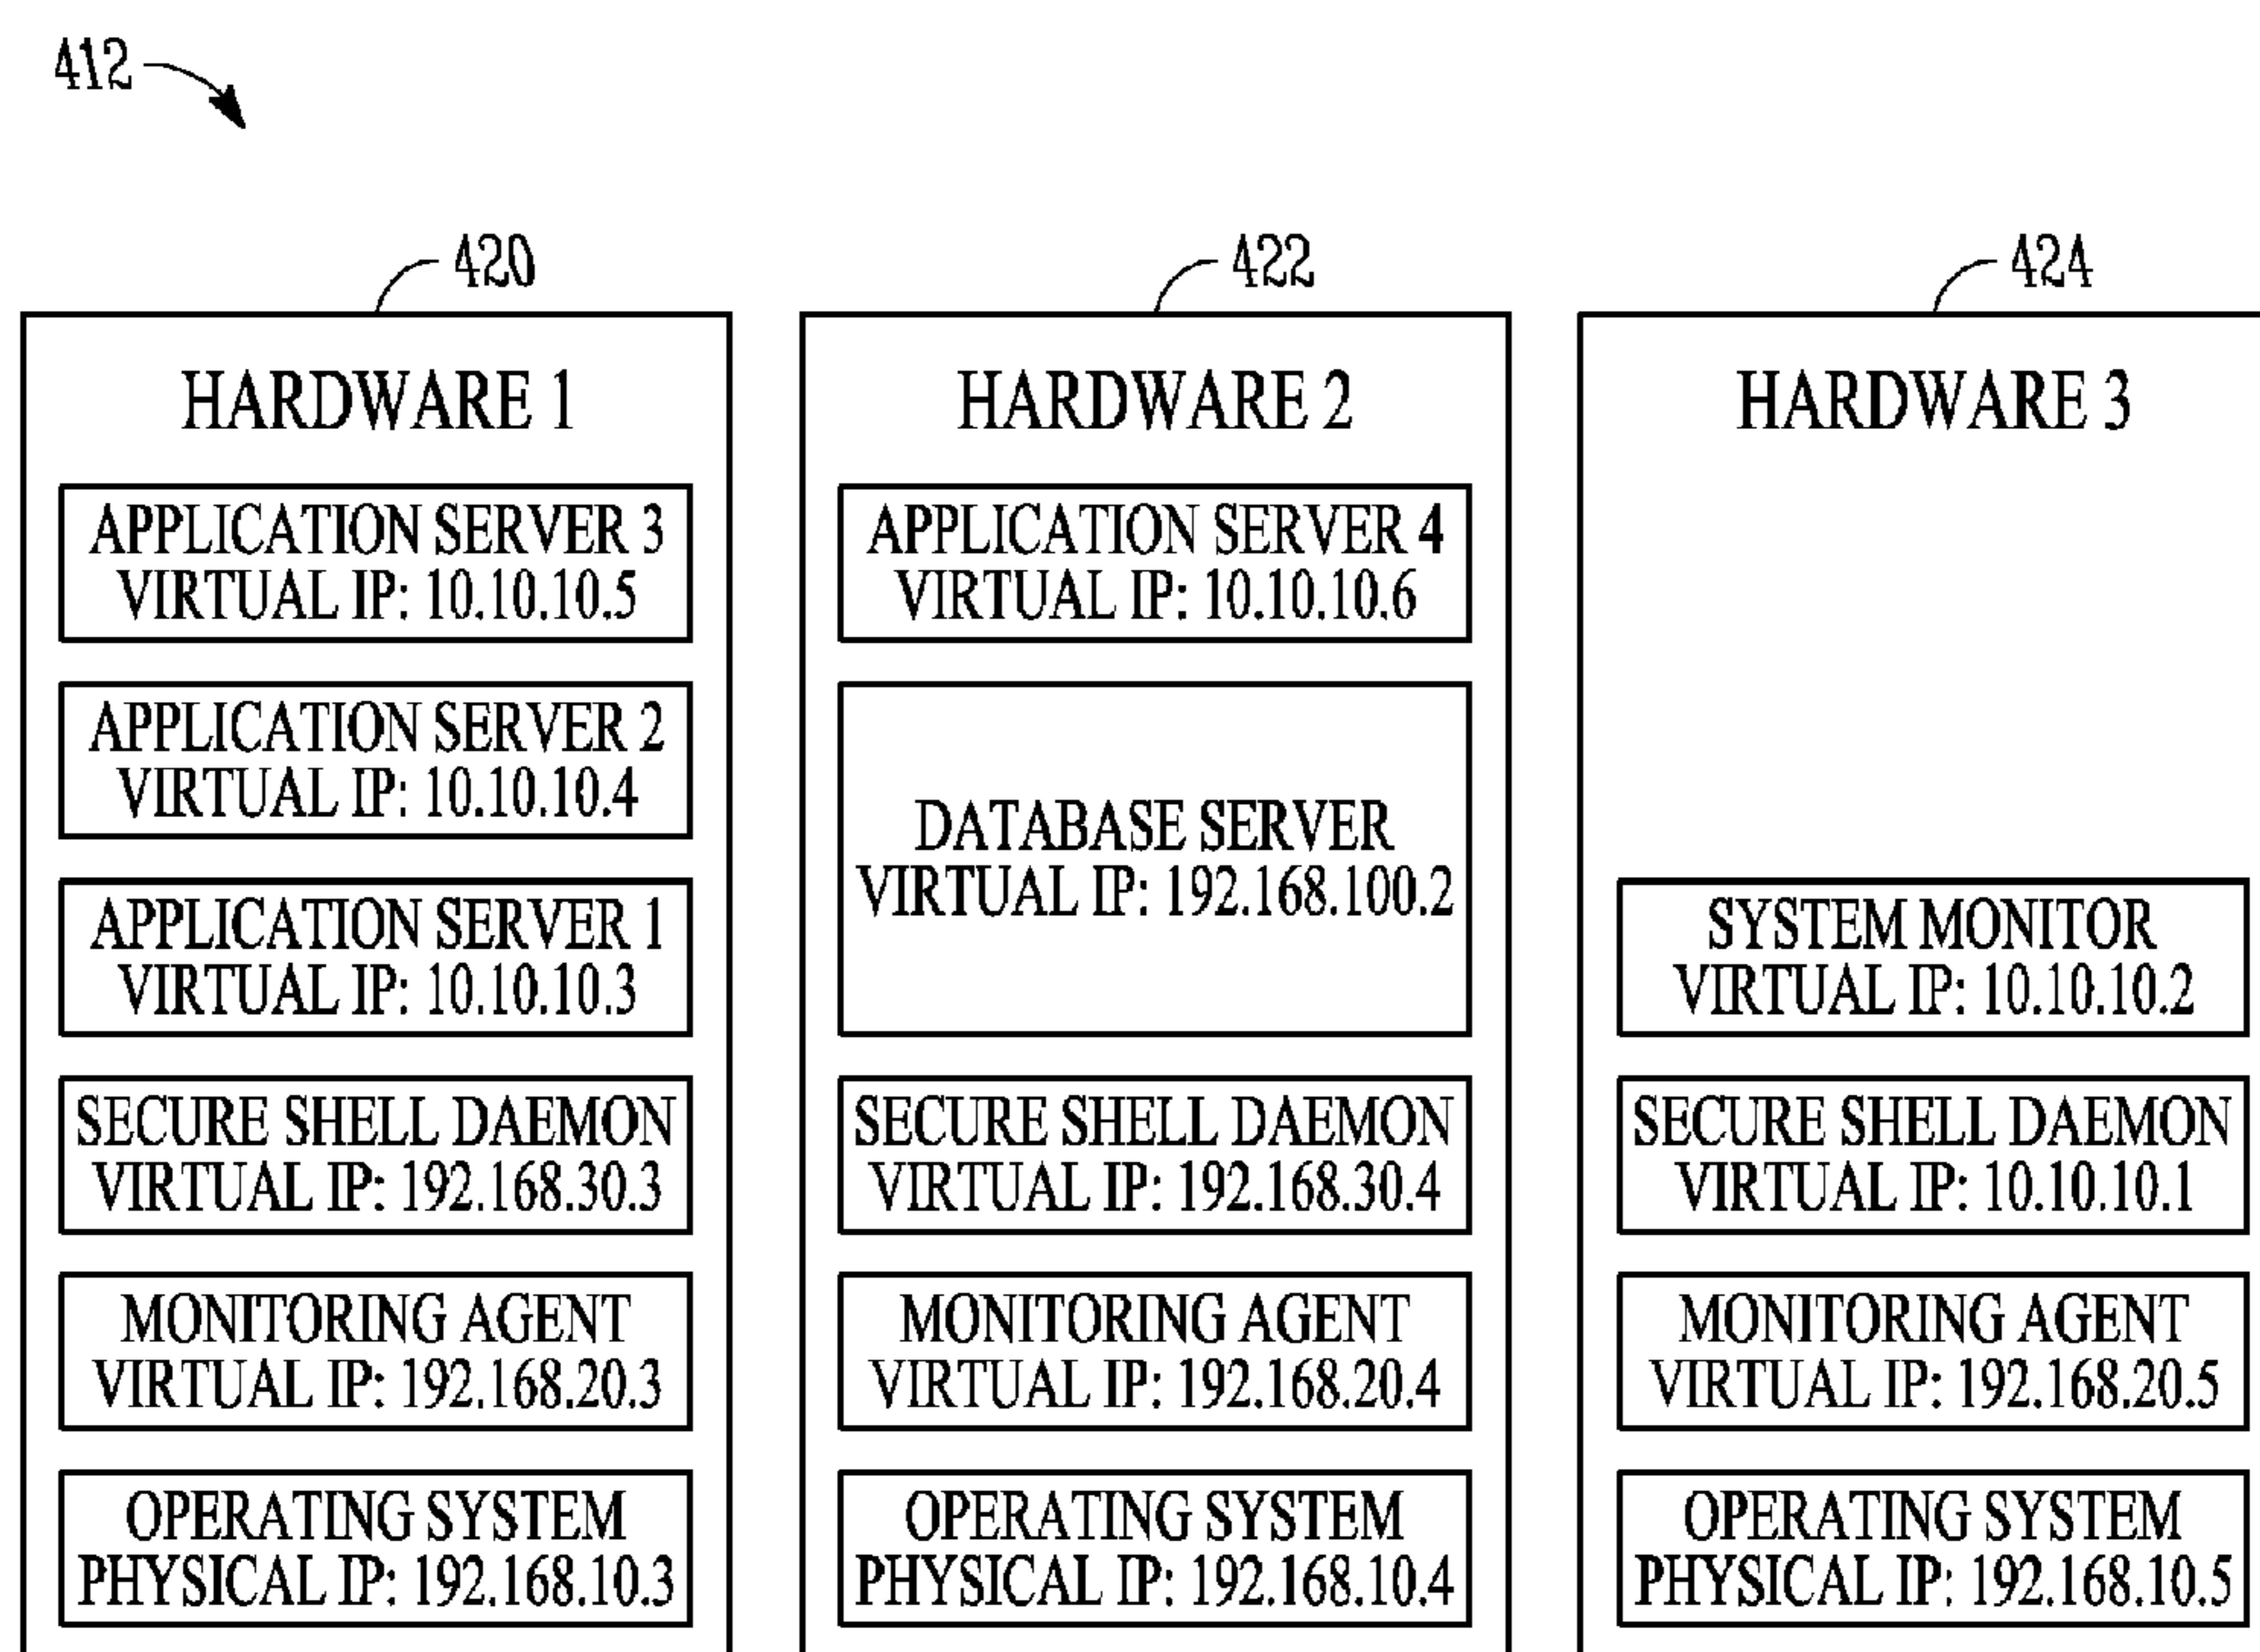 412
420
HARDWARE 1
APPLICATION SERVER 3
VIRTUAL IP: 10.10.10.5
APPLICATION SERVER 2
VIRTUAL IP: 10.10.10.4
APPLICATION SERVER 1
VIRTUAL IP: 10.10.10.3
SECURE SHELL DAEMON
VIRTUAL IP: 192.168.30.3
MONITORING AGENT
VIRTUAL IP: 192.168.20.3
OPERATING SYSTEM
PHYSICAL IP: 192.168.10.3
422
HARDWARE 2
APPLICATION SERVER 4
VIRTUAL IP: 10.10.10.6
DATABASE SERVER
VIRTUAL IP: 192.168.100.2
SECURE SHELL DAEMON
VIRTUAL IP: 192.168.30.4
MONITORING AGENT
VIRTUAL IP: 192.168.20.4
OPERATING SYSTEM
PHYSICAL IP: 192.168.10.4
424
HARDWARE 3
SYSTEM MONITOR
VIRTUAL IP: 10.10.10.2
SECURE SHELL DAEMON
VIRTUAL IP: 10.10.10.1
MONITORING AGENT
VIRTUAL IP: 192.168.20.5
OPERATING SYSTEM
PHYSICAL IP: 192.168.10.5